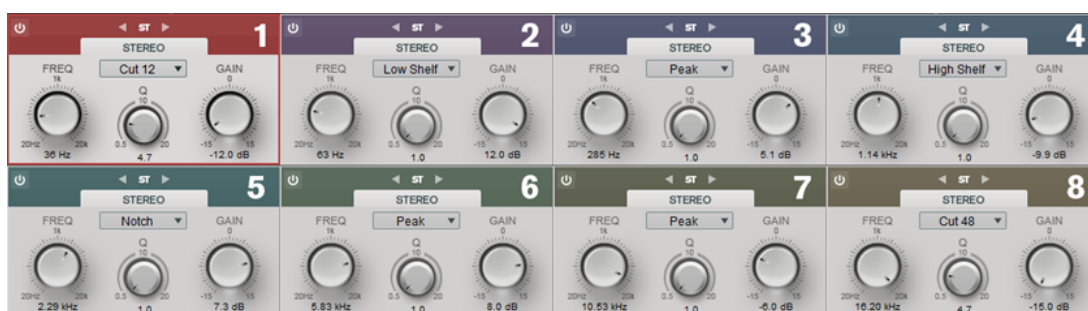 ST 1
STEREO
FREQ Cut 12 GAIN
1k Q 0
10
20Hz 20k 0.5 20 -15 15
36 Hz 4.7 -12.0 dB
ST 2
STEREO
FREQ Low Shelf GAIN
1k Q 0
10
20Hz 20k 0.5 20 -15 15
63 Hz 1.0 12.0 dB
ST 3
STEREO
FREQ Peak GAIN
1k Q 0
10
20Hz 20k 0.5 20 -15 15
285 Hz 1.0 5.1 dB
ST 4
STEREO
FREQ High Shelf GAIN
1k Q 0
10
20Hz 20k 0.5 20 -15 15
1.14 kHz 1.0 -9.9 dB
ST 5
STEREO
FREQ Notch GAIN
1k Q 0
10
20Hz 20k 0.5 20 -15 15
2.29 kHz 1.0 7.3 dB
ST 6
STEREO
FREQ Peak GAIN
1k Q 0
10
20Hz 20k 0.5 20 -15 15
5.83 kHz 1.0 8.0 dB
ST 7
STEREO
FREQ Peak GAIN
1k Q 0
10
20Hz 20k 0.5 20 -15 15
10.53 kHz 1.0 -6.0 dB
ST 8
STEREO
FREQ Cut 48 GAIN
1k Q 0
10
20Hz 20k 0.5 20 -15 15
16.20 kHz 4.7 -15.0 dB